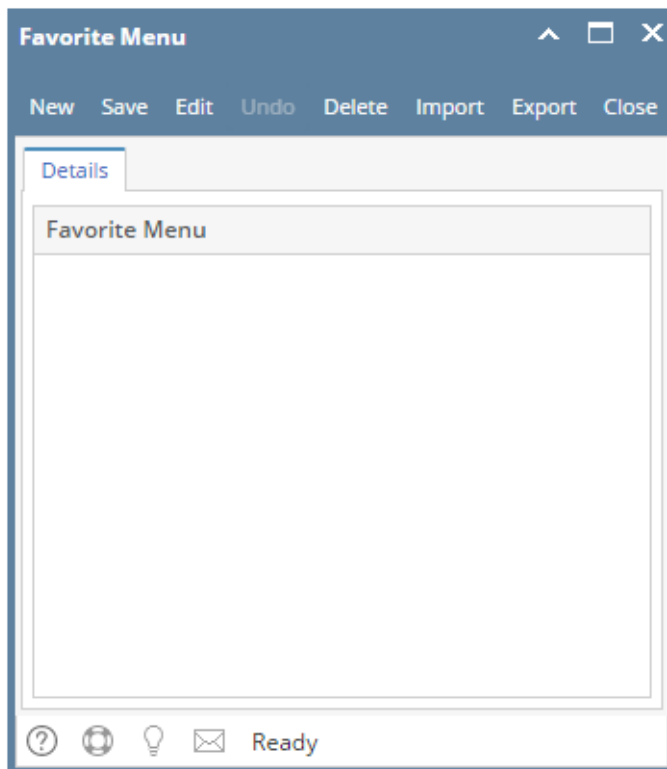 Favorite Menu
New Save Edit Undo Delete Import Export Close
Details
Favorite Menu
Ready